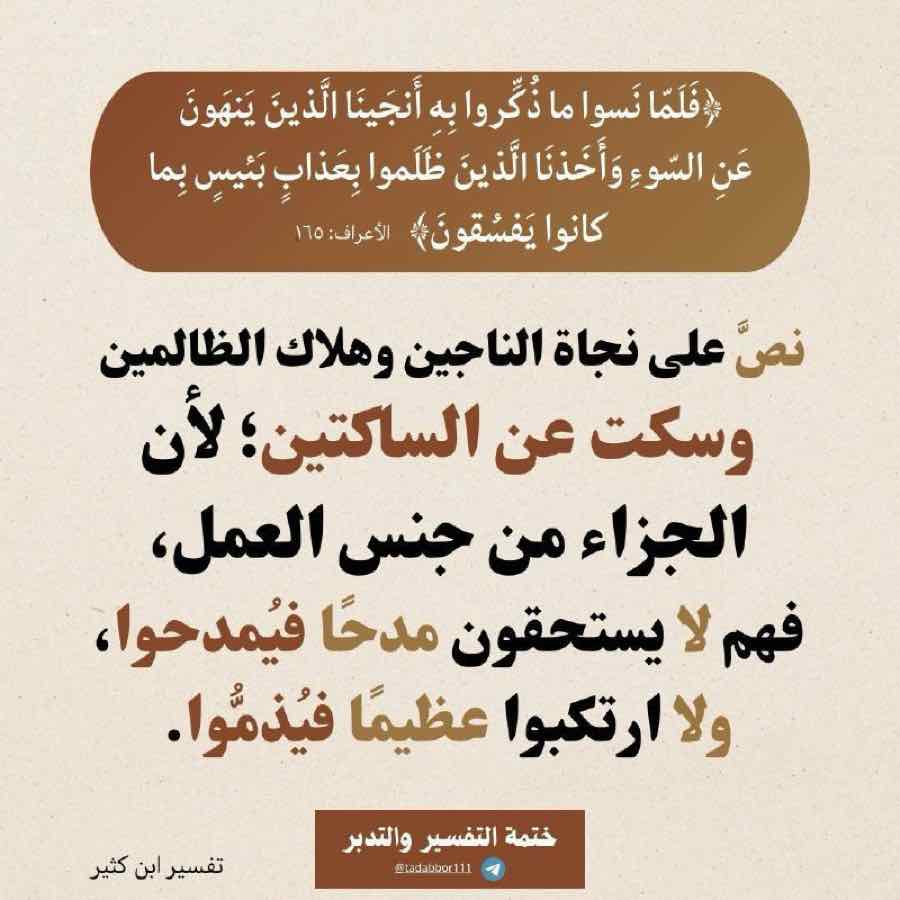 ﴿فَلَمّا نَسوا ما ذُكِّروا بِهِ أَنجَينَا الَّذينَ يَنهَونَ
عَنِ السّوءِ وَأَخَذنَا الَّذينَ ظَلَموا بِعَذابٍ بَئيسٍ بِما
كانوا يَفسُقونَ﴾ الأعراف: ١٦٥
نصَّ على نجاة الناجين وهلاك الظالمين
وسكت عن الساكتين؛ لأن
الجزاء من جنس العمل،
فهم لا يستحقون مدحًا فيُمدحوا،
ولا ارتكبوا عظيمًا فيُذمُّوا.
ختمة التفسير والتدبر
@tadabbor111
تفسير ابن كثير